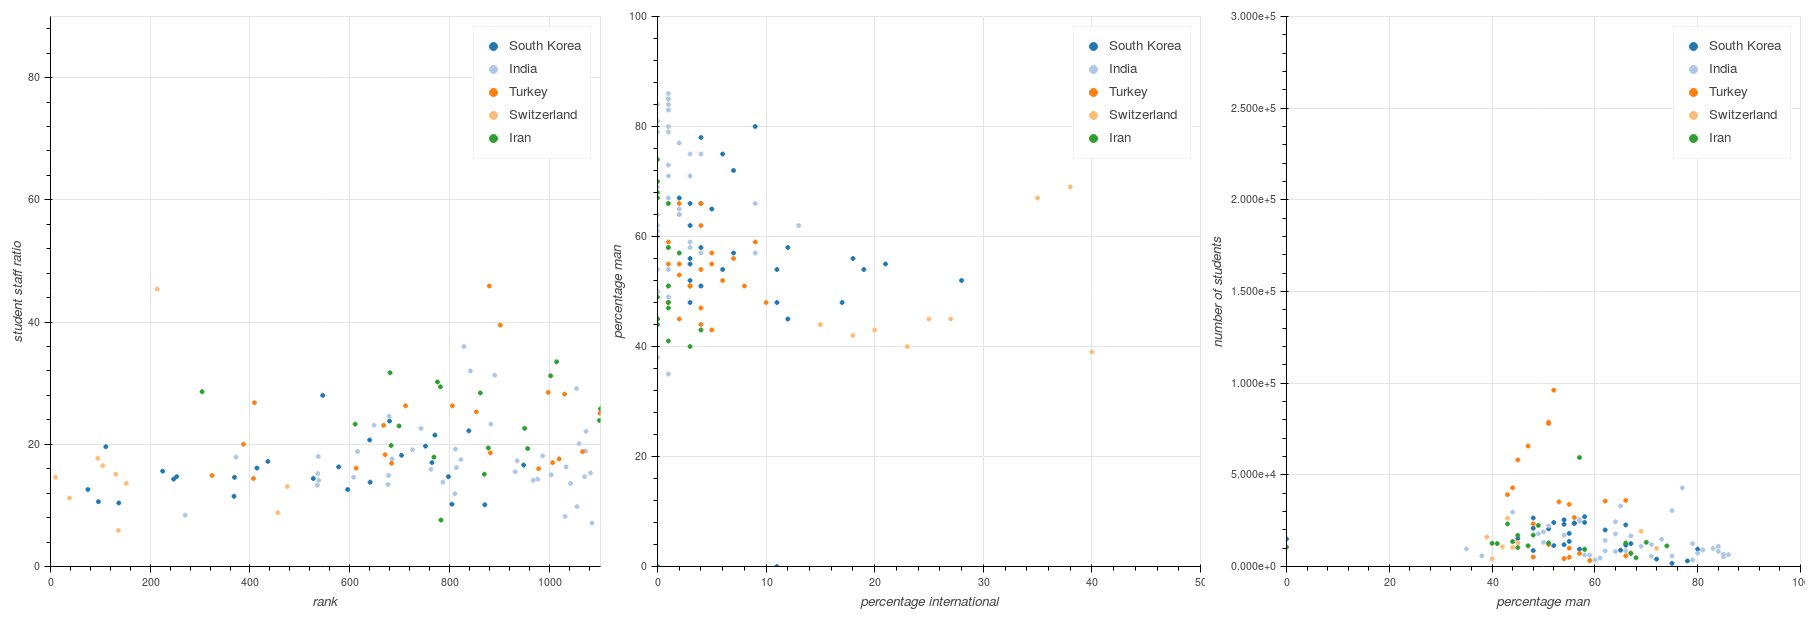 student staff ratio
80
60
40
20
0
0
200
400
600
800
1000
rank
South Korea
India
Turkey
Switzerland
Iran
percentage man
100
80
60
40
20
0
0
10
20
30
40
50
percentage international
South Korea
India
Turkey
Switzerland
Iran
number of students
3.000e+5
2.500e+5
2.000e+5
1.500e+5
1.000e+5
5.000e+4
0.000e+0
0
20
40
60
80
100
percentage man
South Korea
India
Turkey
Switzerland
Iran